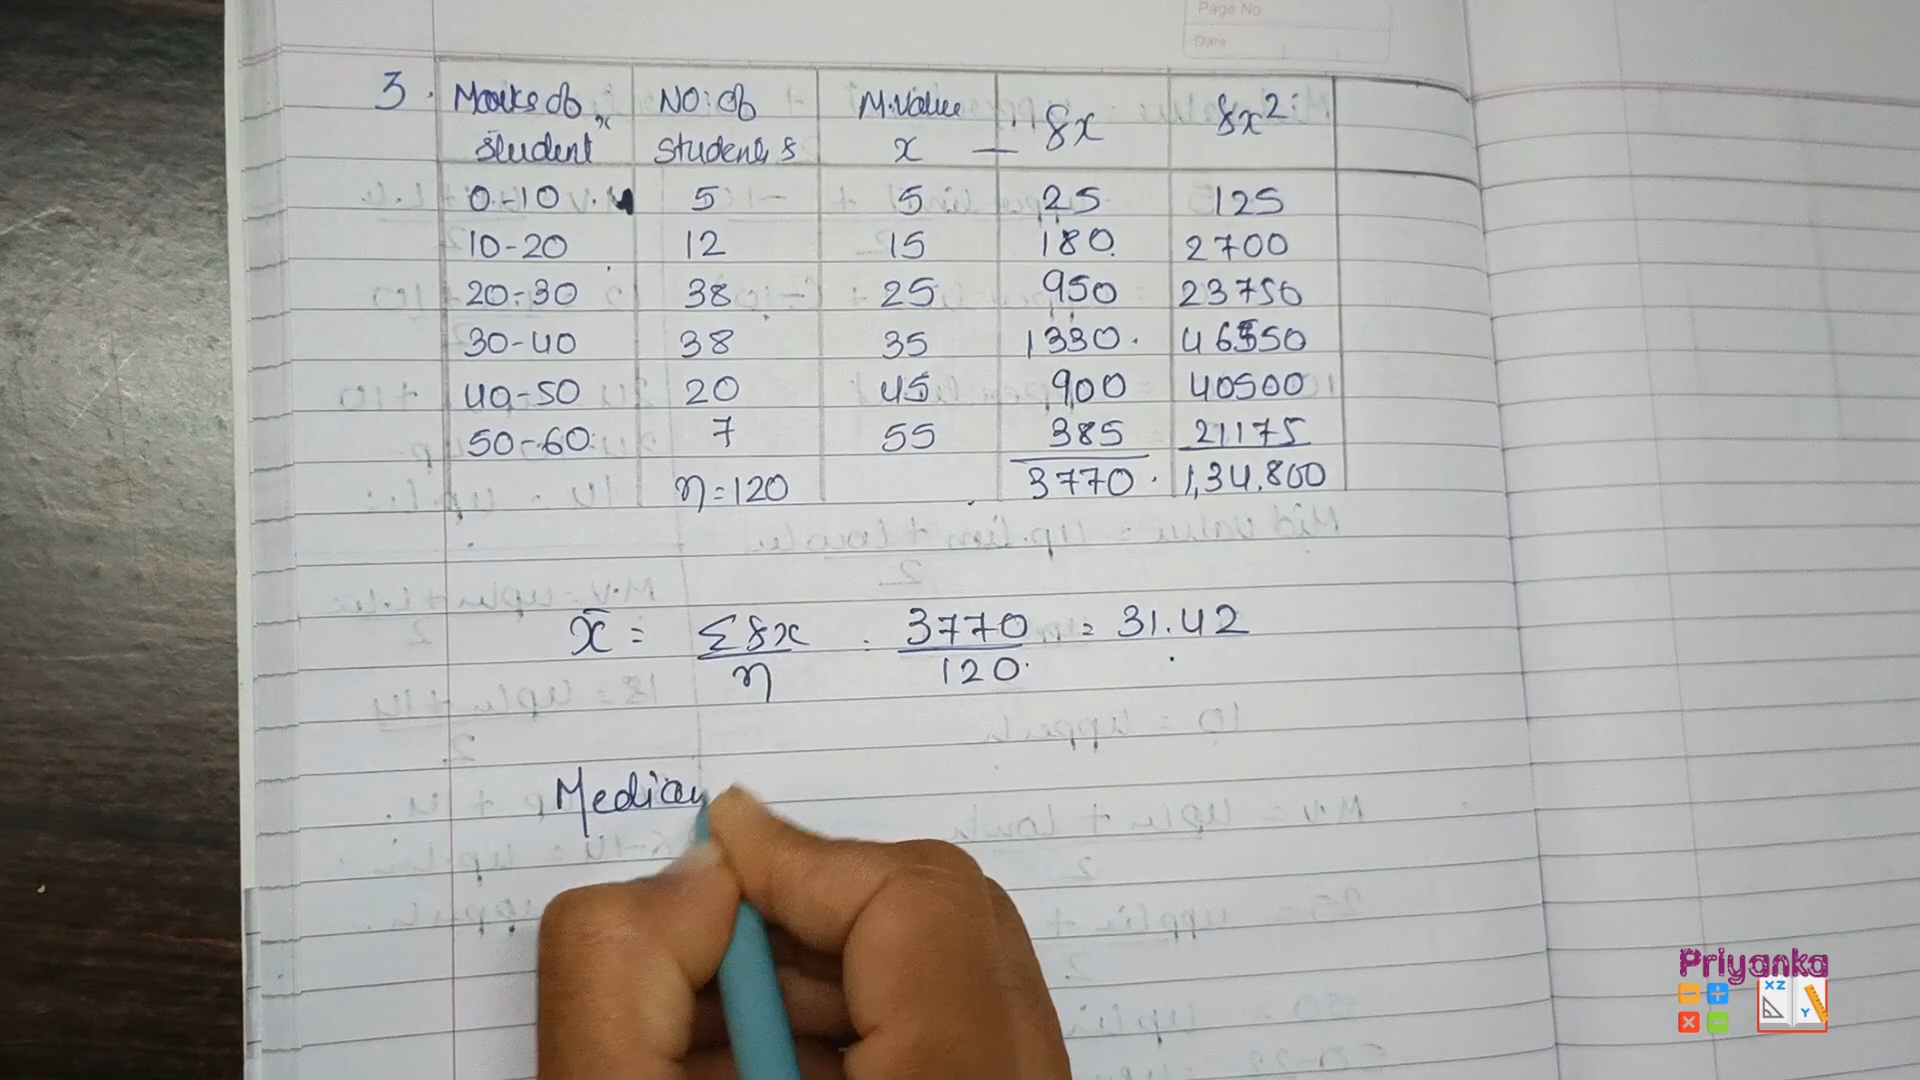 Page No
Date
3. Marks of student x NO: of students f M.Value x fx fx²
0-10 5 5 25 125
10-20 12 15 180 2700
20-30 38 25 950 23750
30-40 38 35 1330 46550
40-50 20 45 900 40500
50-60 7 55 385 21175
n=120 3770 1,34,800
x̄ = Σfx/n = 3770/120 = 31.42
Median
Priyanka
XZ
Y